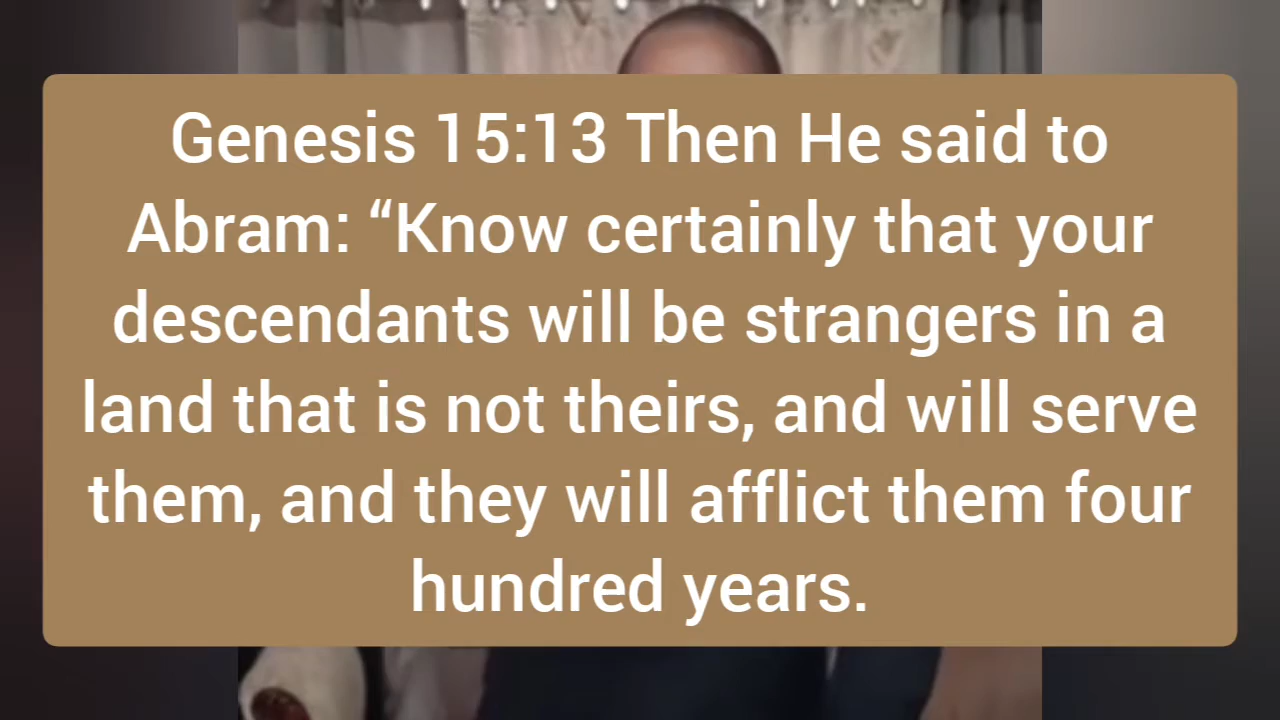 Genesis 15:13 Then He said to
Abram: “Know certainly that your
descendants will be strangers in a
land that is not theirs, and will serve
them, and they will afflict them four
hundred years.